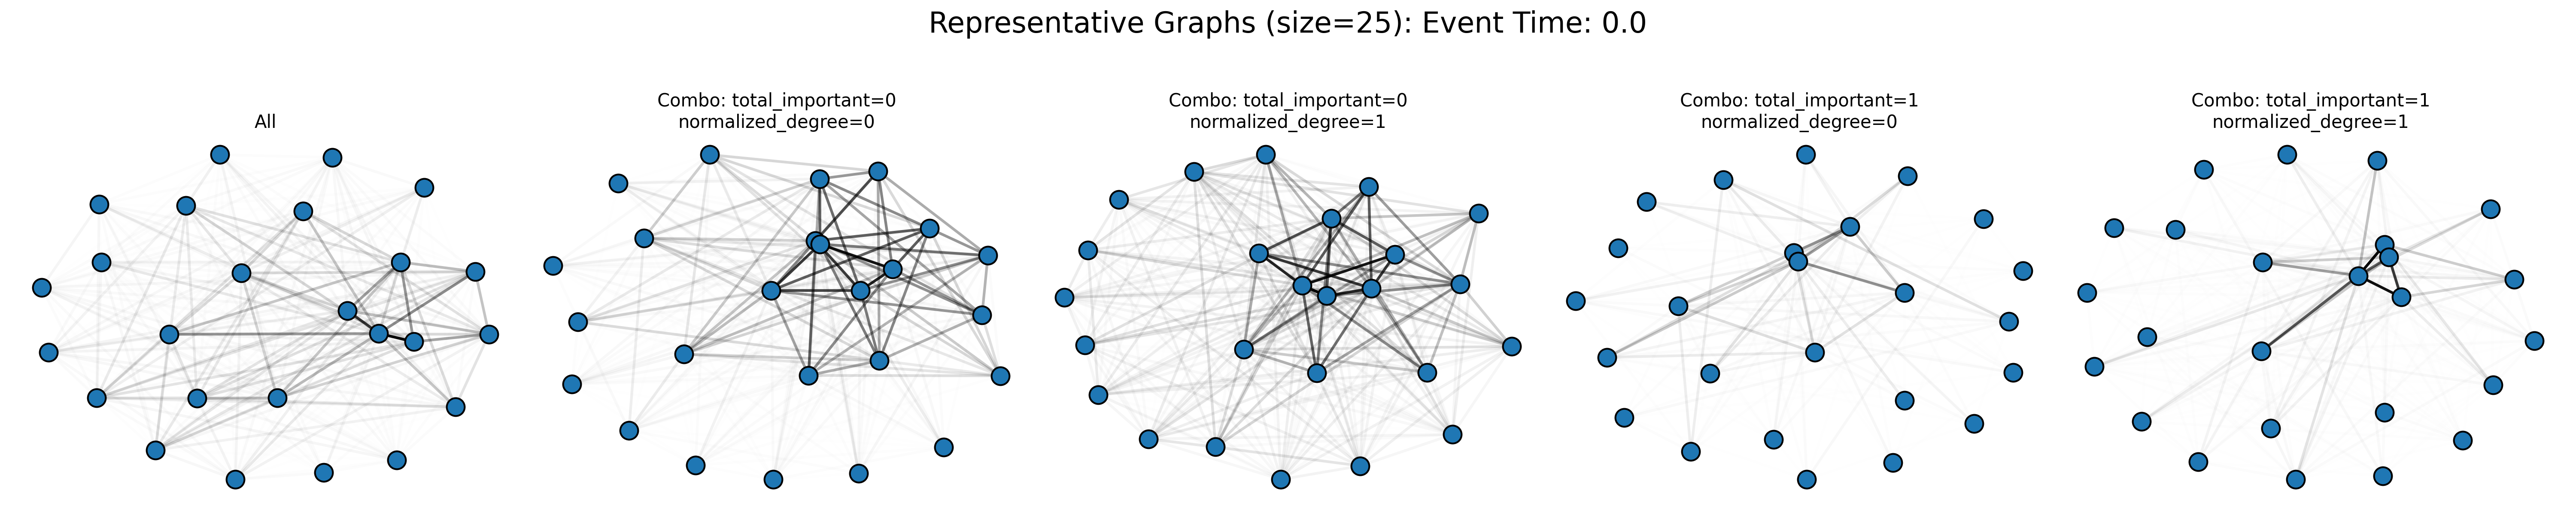 Representative Graphs (size=25): Event Time: 0.0
All
Combo: total_important=0
normalized_degree=0
Combo: total_important=0
normalized_degree=1
Combo: total_important=1
normalized_degree=0
Combo: total_important=1
normalized_degree=1